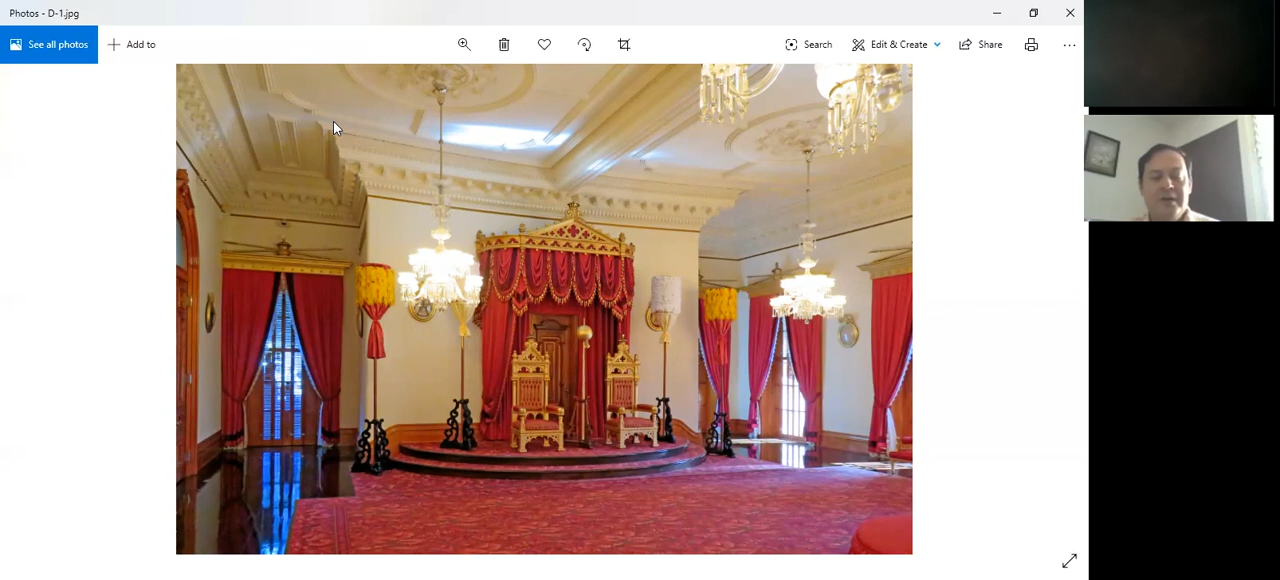 Photos - D-1.jpg
See all photos
Add to
Search
Edit & Create
Share